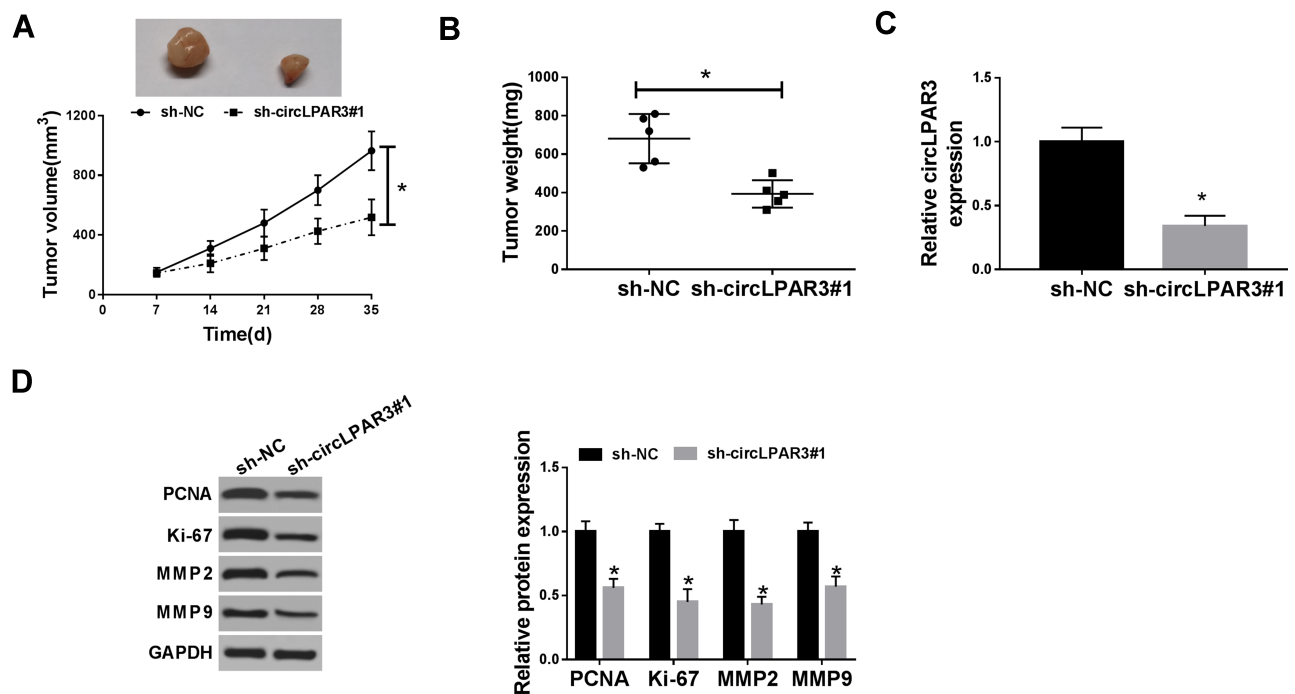 A
sh-NC sh-circLPAR3#1
Tumor volume(mm3)
1200
800
400
0
0 7 14 21 28 35
Time(d)
*
B
Tumor weight(mg)
1000
800
600
400
200
0
*
sh-NC sh-circLPAR3#1
C
Relative circLPAR3
expression
1.5
1.0
0.5
0.0
*
sh-NC sh-circLPAR3#1
D
sh-NC
sh-circLPAR3#1
PCNA
Ki-67
MMP2
MMP9
GAPDH
sh-NC sh-circLPAR3#1
Relative protein expression
1.5
1.0
0.5
0.0
* * * *
PCNA Ki-67 MMP2 MMP9